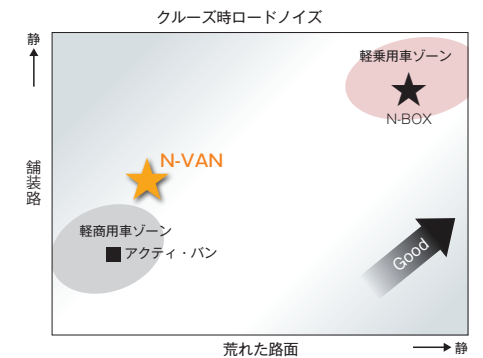 クルーズ時ロードノイズ
静
軽乗用車ゾーン
N-BOX
N-VAN
舗装路
軽商用車ゾーン
アクティ・バン
Good
荒れた路面
静